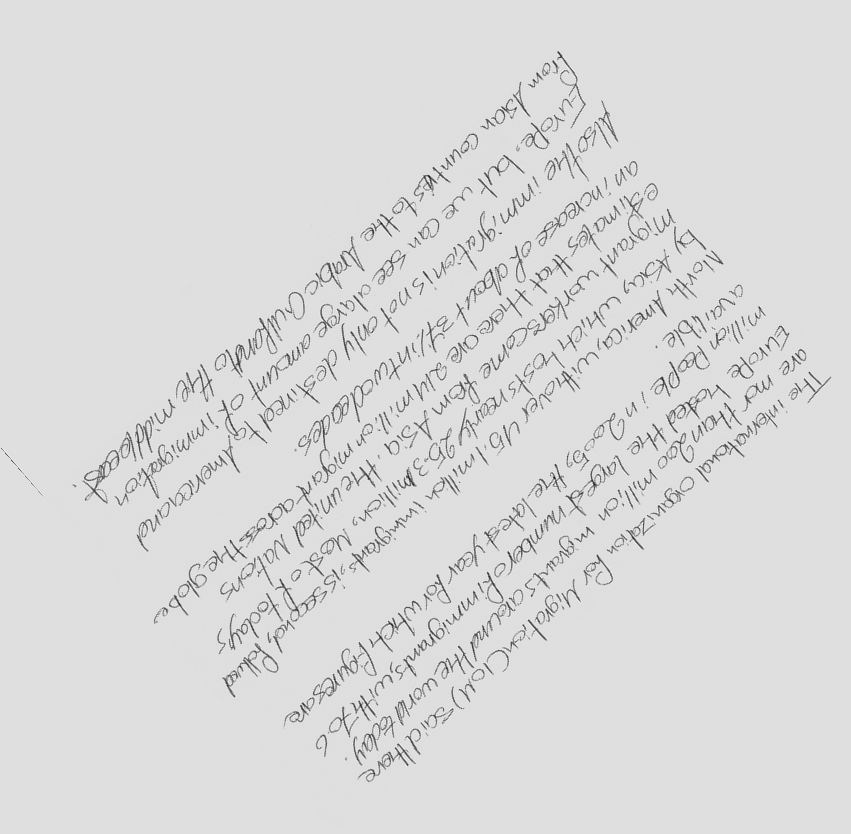 The international organization for Migration (IOM) said there
are mor than 200 million migrants around the world today.
Europe hosted the largest number of immigrants, with 70.6
million People in 2005, the latest year for which figures are
availble.
North America, with over 45.1 million immigrants, is second, follwed
by Asia, which hosts nearly 25.3 million, Most of today's
migrant workers come from ASia. the united Nations
estimates that there are 214 million migrant across the globe
an increase of about 37% in two decades.
Also the immigration is not only destined to American and
Europe, but we can see a large amount of immigration
from Asian countries to the Arabic Gulf and to the middle east.